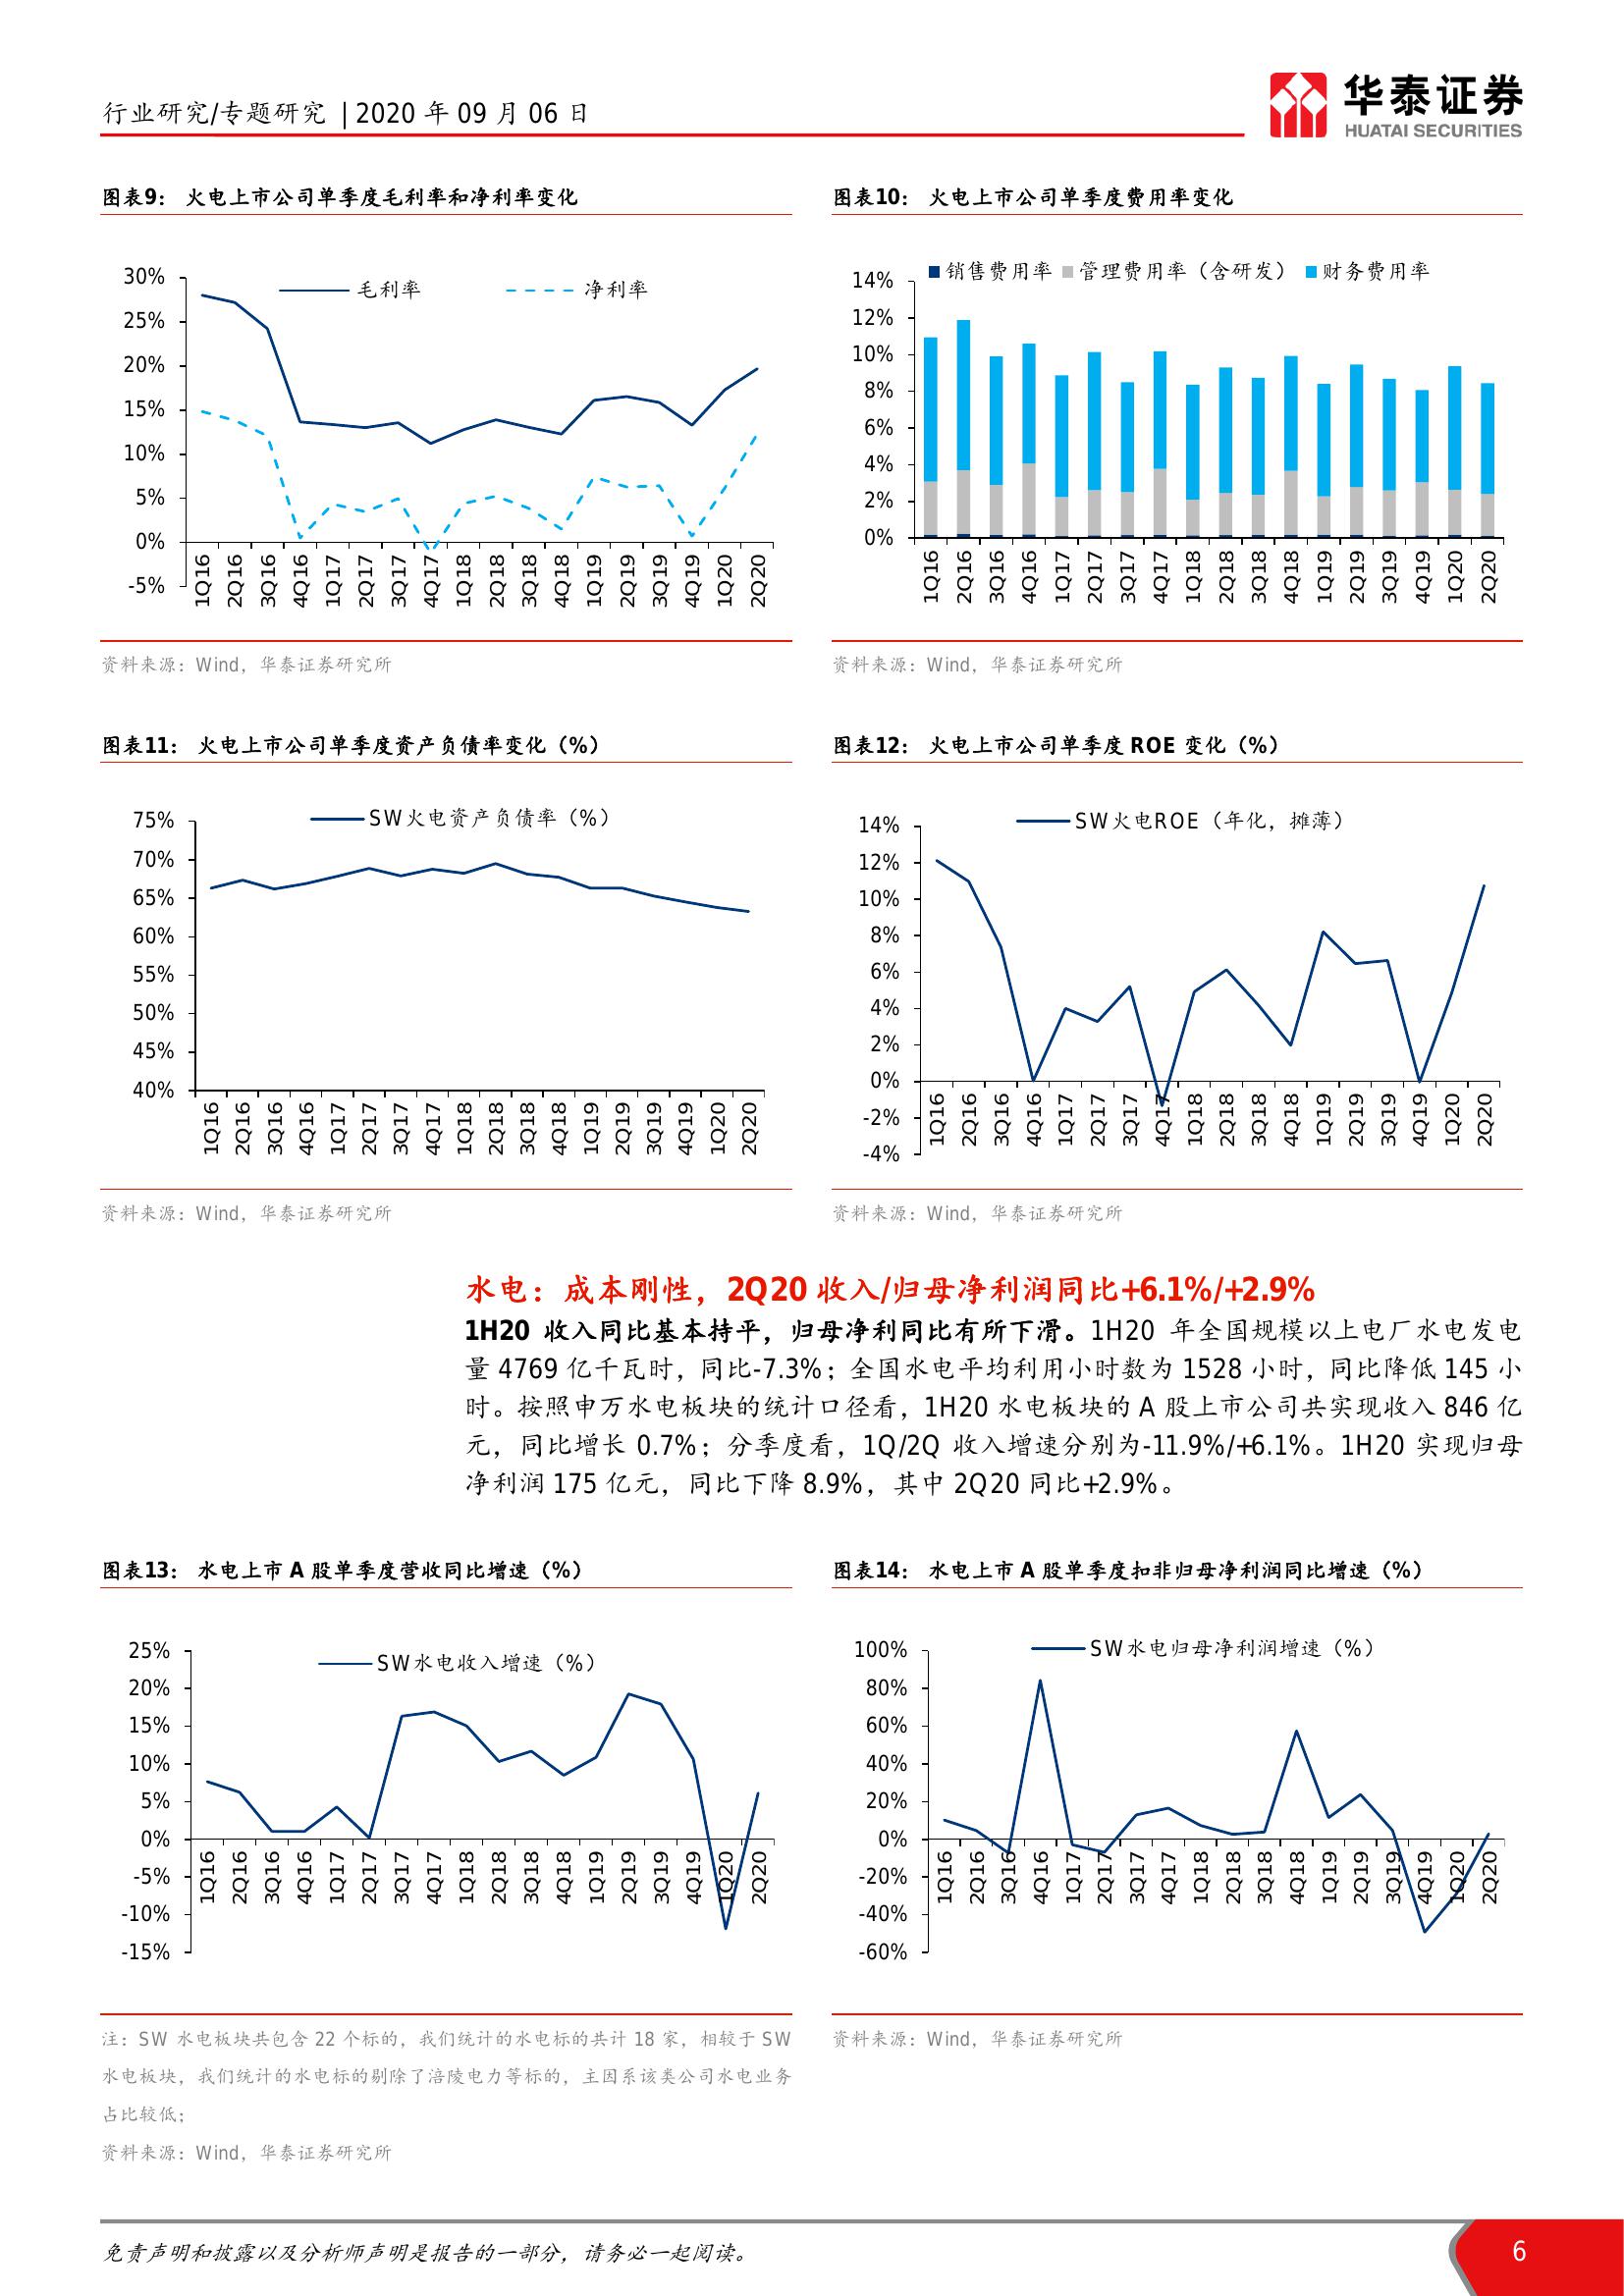 行业研究/专题研究 | 2020 年 09 月 06 日
华泰证券
HUATAI SECURITIES
图表9： 火电上市公司单季度毛利率和净利率变化
30%
25%
20%
15%
10%
5%
0%
-5%
毛利率 净利率
1Q16 2Q16 3Q16 4Q16 1Q17 2Q17 3Q17 4Q17 1Q18 2Q18 3Q18 4Q18 1Q19 2Q19 3Q19 4Q19 1Q20 2Q20
资料来源：Wind，华泰证券研究所
图表10： 火电上市公司单季度费用率变化
销售费用率 管理费用率（含研发） 财务费用率
14%
12%
10%
8%
6%
4%
2%
0%
1Q16 2Q16 3Q16 4Q16 1Q17 2Q17 3Q17 4Q17 1Q18 2Q18 3Q18 4Q18 1Q19 2Q19 3Q19 4Q19 1Q20 2Q20
资料来源：Wind，华泰证券研究所
图表11： 火电上市公司单季度资产负债率变化（%）
SW火电资产负债率（%）
75%
70%
65%
60%
55%
50%
45%
40%
1Q16 2Q16 3Q16 4Q16 1Q17 2Q17 3Q17 4Q17 1Q18 2Q18 3Q18 4Q18 1Q19 2Q19 3Q19 4Q19 1Q20 2Q20
资料来源：Wind，华泰证券研究所
图表12： 火电上市公司单季度 ROE 变化（%）
SW火电ROE（年化，摊薄）
14%
12%
10%
8%
6%
4%
2%
0%
-2%
-4%
1Q16 2Q16 3Q16 4Q16 1Q17 2Q17 3Q17 4Q17 1Q18 2Q18 3Q18 4Q18 1Q19 2Q19 3Q19 4Q19 1Q20 2Q20
资料来源：Wind，华泰证券研究所
水电：成本刚性，2Q20 收入/归母净利润同比+6.1%/+2.9%
1H20 收入同比基本持平，归母净利同比有所下滑。1H20 年全国规模以上电厂水电发电
量 4769 亿千瓦时，同比-7.3%；全国水电平均利用小时数为 1528 小时，同比降低 145 小
时。按照申万水电板块的统计口径看，1H20 水电板块的 A 股上市公司共实现收入 846 亿
元，同比增长 0.7%；分季度看，1Q/2Q 收入增速分别为-11.9%/+6.1%。1H20 实现归母
净利润 175 亿元，同比下降 8.9%，其中 2Q20 同比+2.9%。
图表13： 水电上市 A 股单季度营收同比增速（%）
SW水电收入增速（%）
25%
20%
15%
10%
5%
0%
-5%
-10%
-15%
1Q16 2Q16 3Q16 4Q16 1Q17 2Q17 3Q17 4Q17 1Q18 2Q18 3Q18 4Q18 1Q19 2Q19 3Q19 4Q19 1Q20 2Q20
注：SW 水电板块共包含 22 个标的，我们统计的水电标的共计 18 家，相较于 SW
水电板块，我们统计的水电标的剔除了涪陵电力等标的，主因系该类公司水电业务
占比较低；
资料来源：Wind，华泰证券研究所
图表14： 水电上市 A 股单季度扣非归母净利润同比增速（%）
SW水电归母净利润增速（%）
100%
80%
60%
40%
20%
0%
-20%
-40%
-60%
1Q16 2Q16 3Q16 4Q16 1Q17 2Q17 3Q17 4Q17 1Q18 2Q18 3Q18 4Q18 1Q19 2Q19 3Q19 4Q19 1Q20 2Q20
资料来源：Wind，华泰证券研究所
免责声明和披露以及分析师声明是报告的一部分，请务必一起阅读。
6